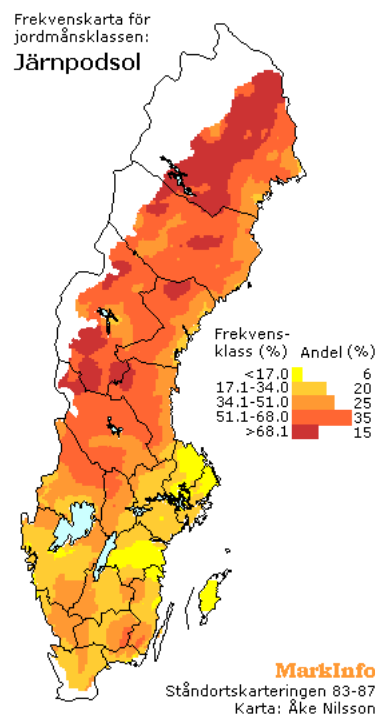 Frekvenskarta för
jordmånsklassen:
Järnpodsol
Frekvens-
klass (%) Andel (%)
<17.0 6
17.1-34.0 20
34.1-51.0 25
51.1-68.0 35
>68.1 15
MarkInfo
Ståndortskarteringen 83-87
Karta: Åke Nilsson